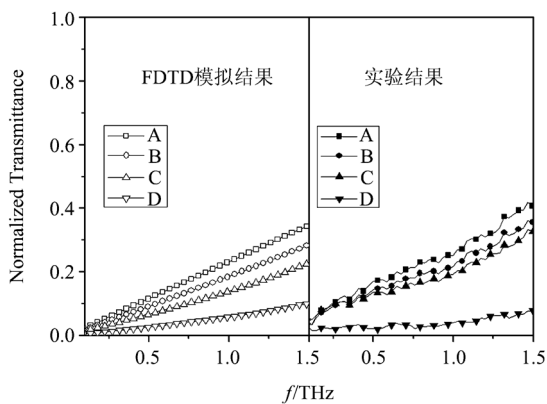 Normalized Transmittance
1.0
0.8
0.6
0.4
0.2
0.0
FDTD模拟结果
A
B
C
D
实验结果
A
B
C
D
0.5 1.0 1.5 0.5 1.0 1.5
f/THz